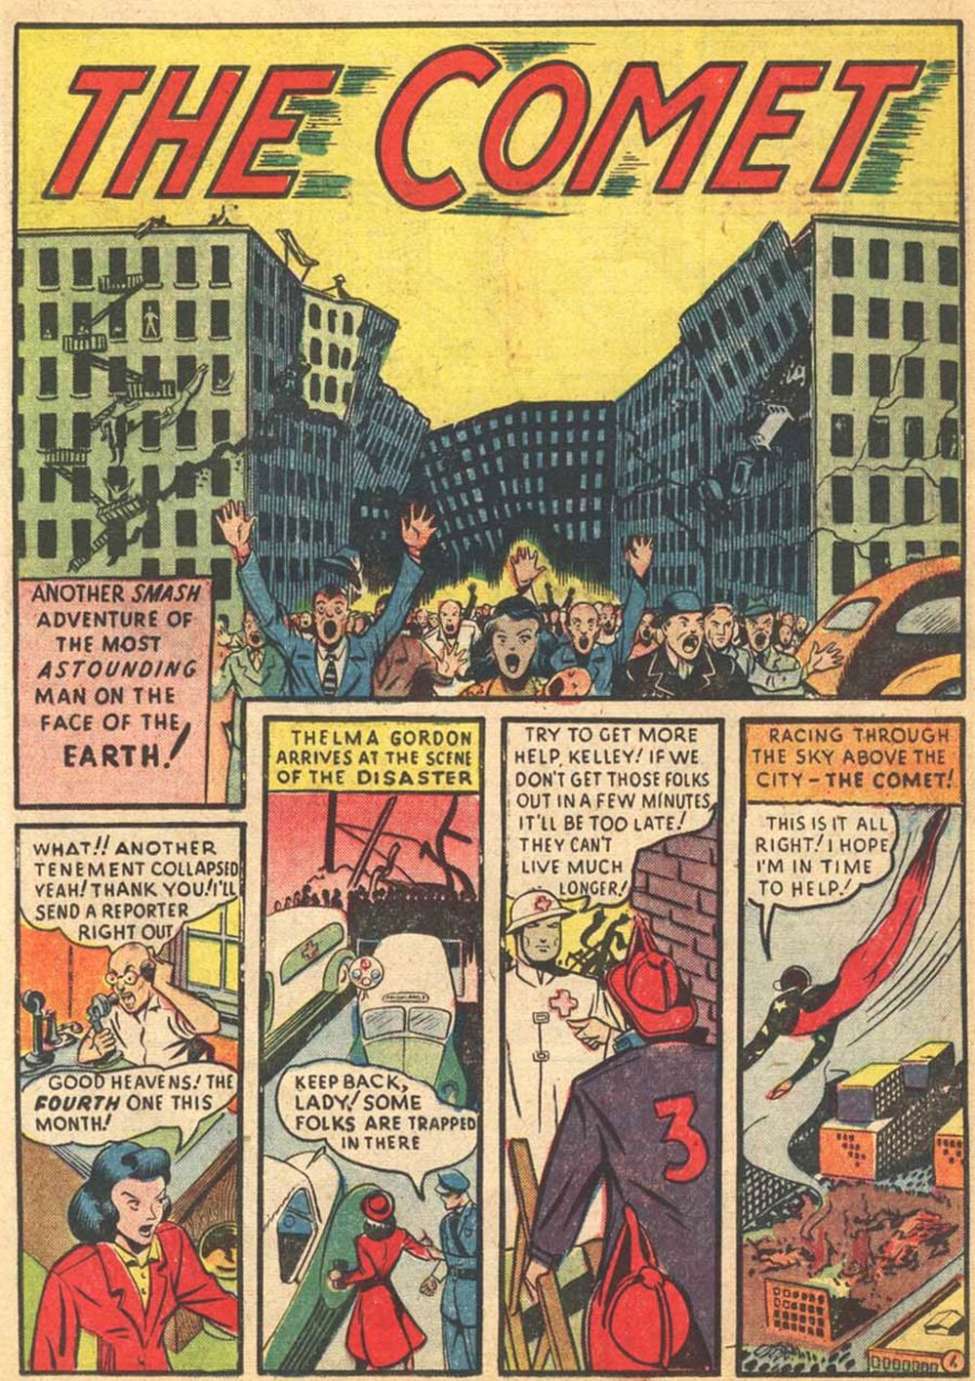 THE COMET
ANOTHER SMASH
ADVENTURE OF
THE MOST
ASTOUNDING
MAN ON THE
FACE OF THE
EARTH!
WHAT!! ANOTHER
TENEMENT COLLAPSED
YEAH! THANK YOU! I'LL
SEND A REPORTER
RIGHT OUT
GOOD HEAVENS! THE
FOURTH ONE THIS
MONTH!
THELMA GORDON
ARRIVES AT THE SCENE
OF THE DISASTER
KEEP BACK,
LADY! SOME
FOLKS ARE TRAPPED
IN THERE
TRY TO GET MORE
HELP, KELLEY! IF WE
DON'T GET THOSE FOLKS
OUT IN A FEW MINUTES,
IT'LL BE TOO LATE!
THEY CAN'T
LIVE MUCH
LONGER!
3
RACING THROUGH
THE SKY ABOVE THE
CITY - THE COMET!
THIS IS IT ALL
RIGHT! I HOPE
I'M IN TIME
TO HELP!